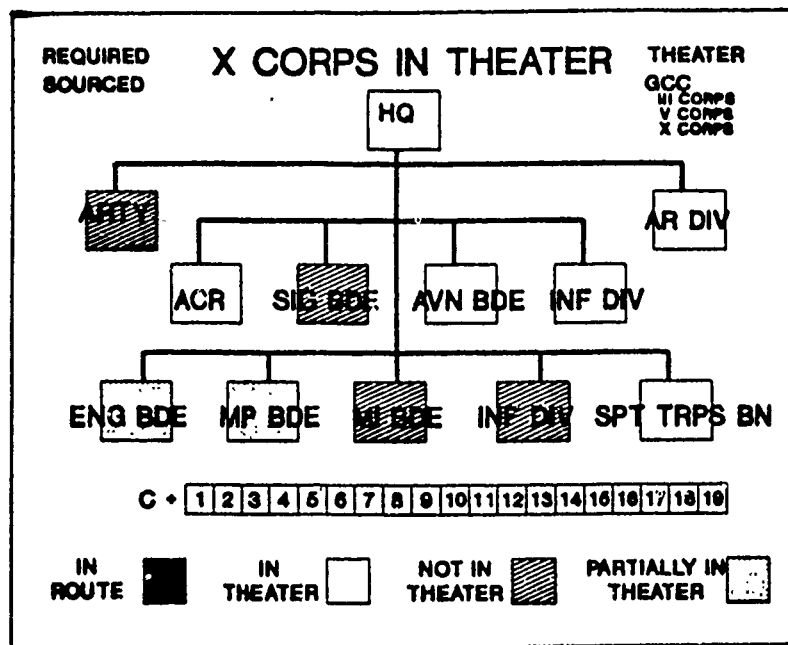 REQUIRED
SOURCED
X CORPS IN THEATER
THEATER
GCC
VII CORPS
V CORPS
X CORPS
HQ
ARTY
AR DIV
ACR
SIG BDE
AVN BDE
INF DIV
ENG BDE
MP BDE
MI BDE
INF DIV
SPT TRPS BN
C + 1 2 3 4 5 6 7 8 9 10 11 12 13 14 15 16 17 18 19
IN ROUTE
IN THEATER
NOT IN THEATER
PARTIALLY IN THEATER